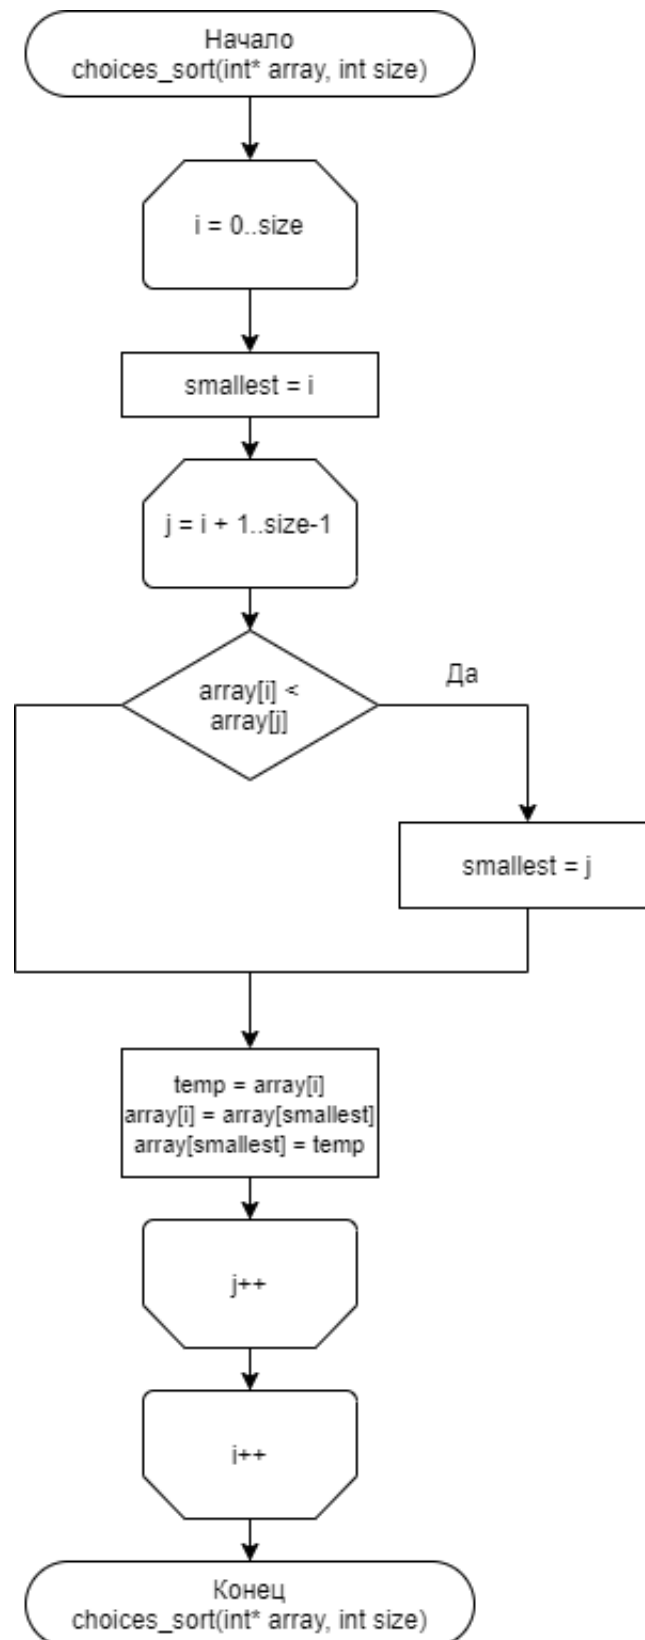 Начало
choices_sort(int* array, int size)
i = 0..size
smallest = i
j = i + 1..size-1
array[i] <
array[j]
Да
smallest = j
temp = array[i]
array[i] = array[smallest]
array[smallest] = temp
j++
i++
Конец
choices_sort(int* array, int size)